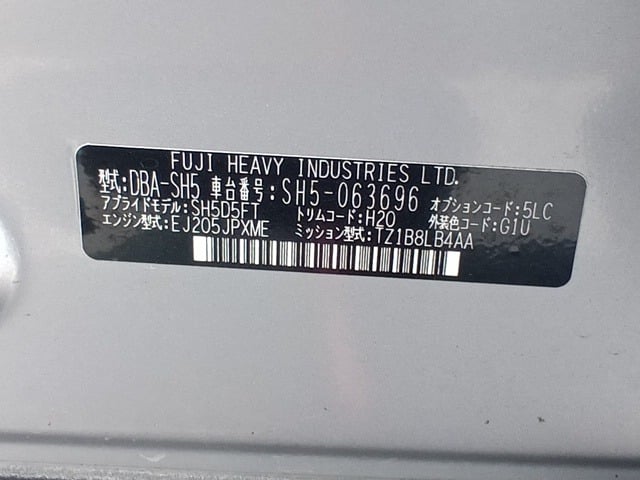 FUJI HEAVY INDUSTRIES LTD.
型式:DBA-SH5 車台番号:SH5-063696 オプションコード:5LC
アプライドモデル:SH5D5FT トリムコード:H20 外装色コード:G1U
エンジン型式:EJ205JPXME ミッション型式:TZ1B8LB4AA